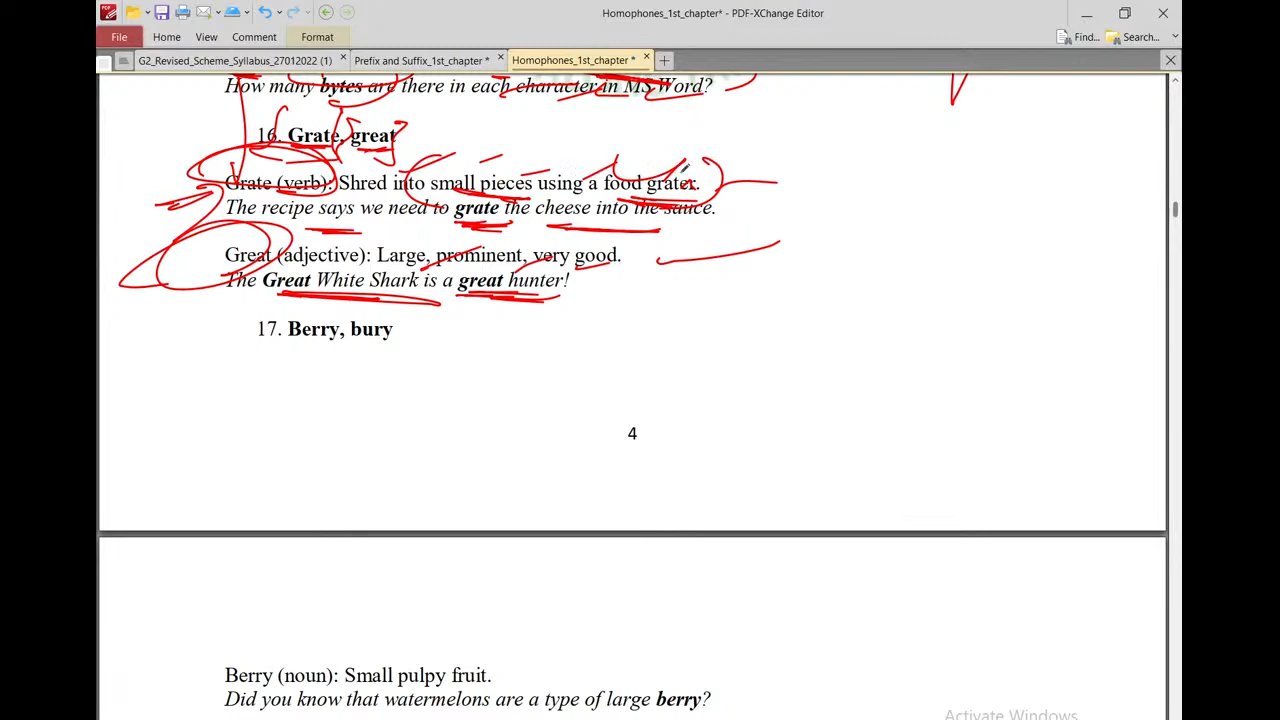 Homophones_1st_chapter* - PDF-XChange Editor
File Home View Comment Format Find... Search...
G2_Revised_Scheme_Syllabus_27012022 (1) Prefix and Suffix_1st_chapter * Homophones_1st_chapter *
How many bytes are there in each character in MS Word?
16. Grate, great
Grate (verb): Shred into small pieces using a food grater.
The recipe says we need to grate the cheese into the sauce.
Great (adjective): Large, prominent, very good.
The Great White Shark is a great hunter!
17. Berry, bury
4
Berry (noun): Small pulpy fruit.
Did you know that watermelons are a type of large berry?
Activate Windows